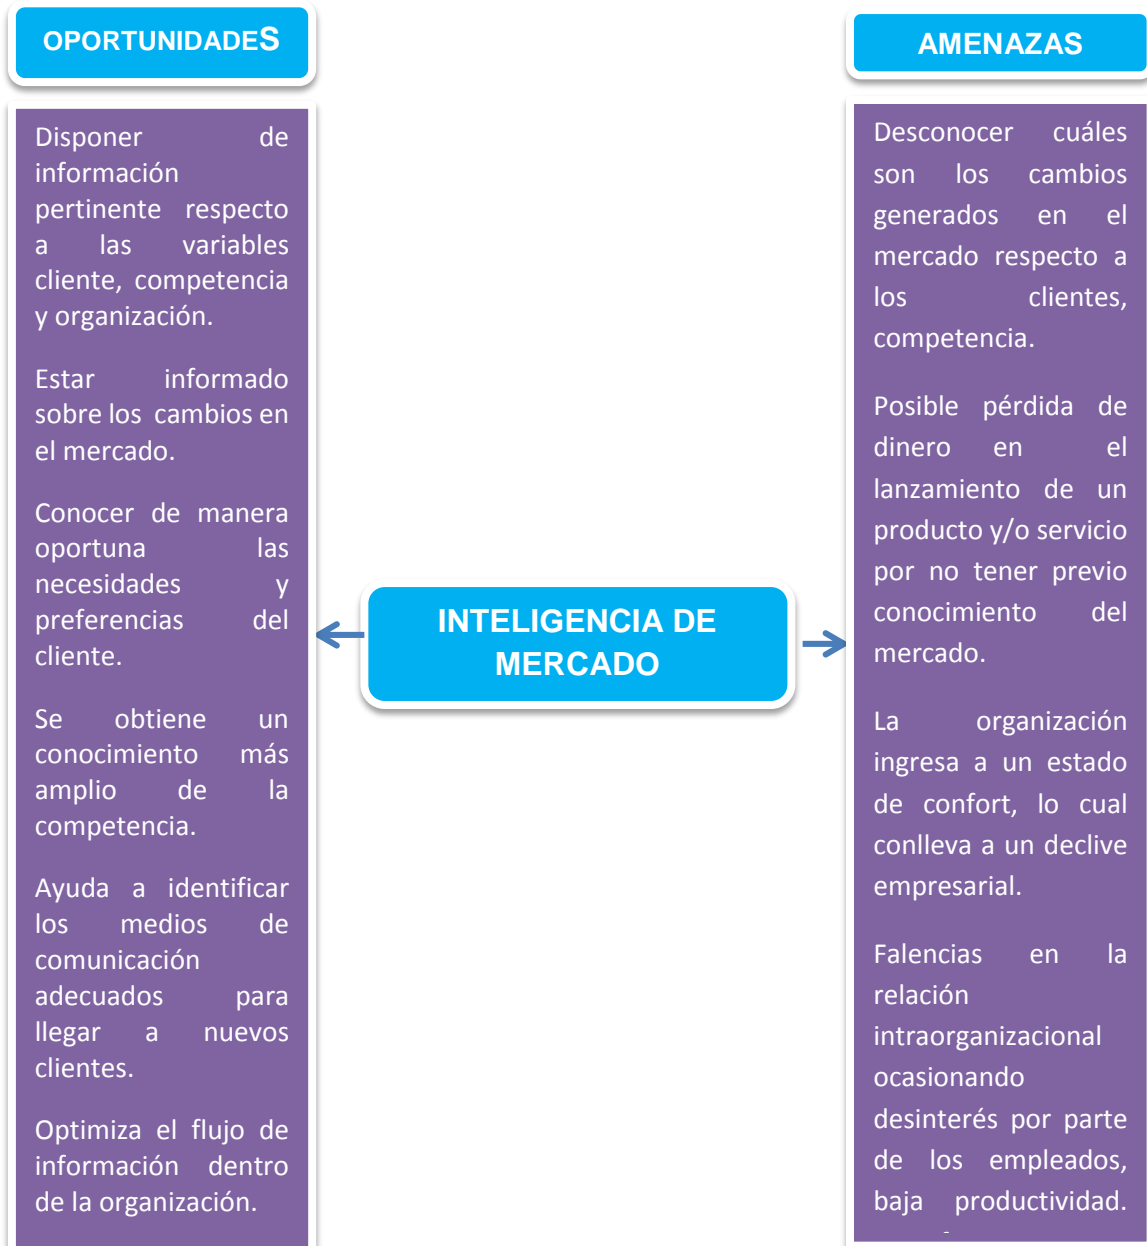 OPORTUNIDADES
Disponer de
información
pertinente respecto
a las variables
cliente, competencia
y organización.
Estar informado
sobre los cambios en
el mercado.
Conocer de manera
oportuna las
necesidades y
preferencias del
cliente.
Se obtiene un
conocimiento más
amplio de la
competencia.
Ayuda a identificar
los medios de
comunicación
adecuados para
llegar a nuevos
clientes.
Optimiza el flujo de
información dentro
de la organización.
INTELIGENCIA DE
MERCADO
AMENAZAS
Desconocer cuáles
son los cambios
generados en el
mercado respecto a
los clientes,
competencia.
Posible pérdida de
dinero en el
lanzamiento de un
producto y/o servicio
por no tener previo
conocimiento del
mercado.
La organización
ingresa a un estado
de confort, lo cual
conlleva a un declive
empresarial.
Falencias en la
relación
intraorganizacional
ocasionando
desinterés por parte
de los empleados,
baja productividad.